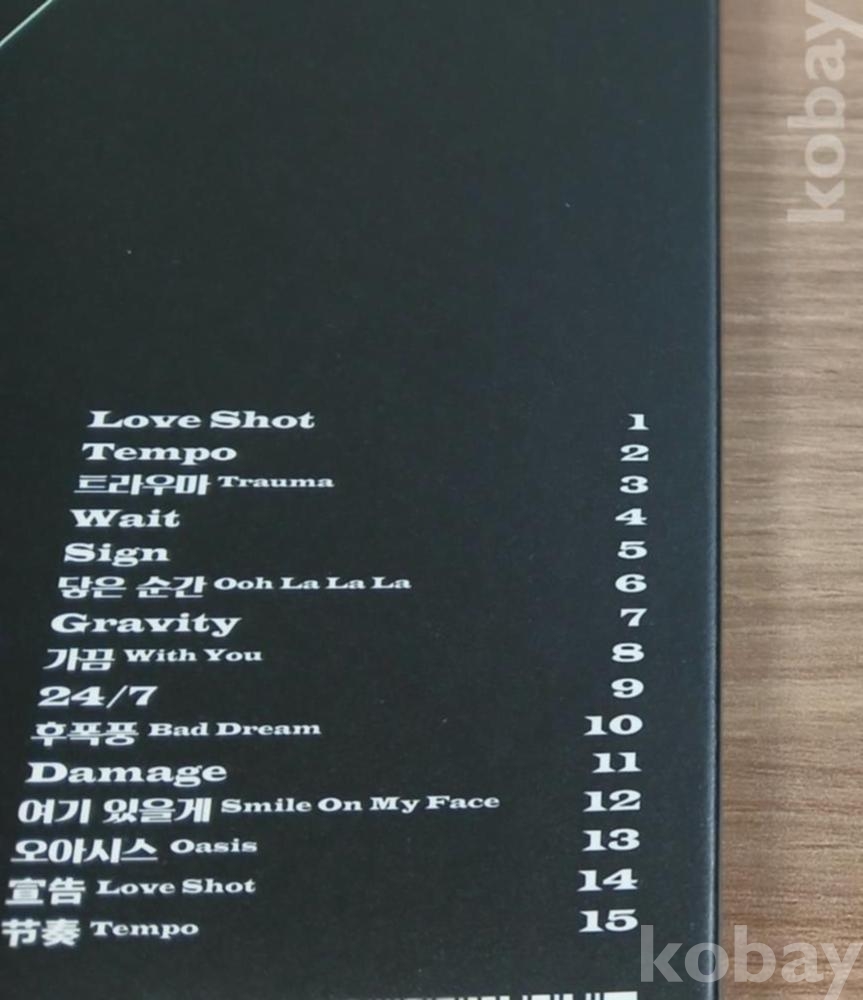 kobay
Love Shot 1
Tempo 2
트라우마 Trauma 3
Wait 4
Sign 5
닿은 순간 Ooh La La La 6
Gravity 7
가끔 With You 8
24/7 9
후폭풍 Bad Dream 10
Damage 11
여기 있을게 Smile On My Face 12
오아시스 Oasis 13
宣告 Love Shot 14
节奏 Tempo 15
kobay